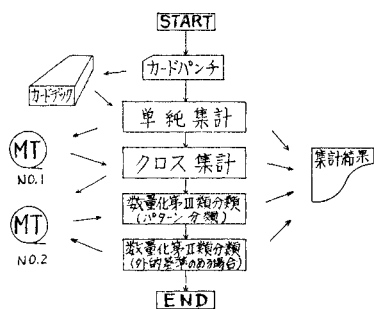 START
カードパンチ
カードデック
単純集計
MT
NO.1
クロス集計
集計結果
数量化第Ⅲ類分類
(パターン分類)
MT
NO.2
数量化第Ⅱ類分類
(外的基準のある場合)
END